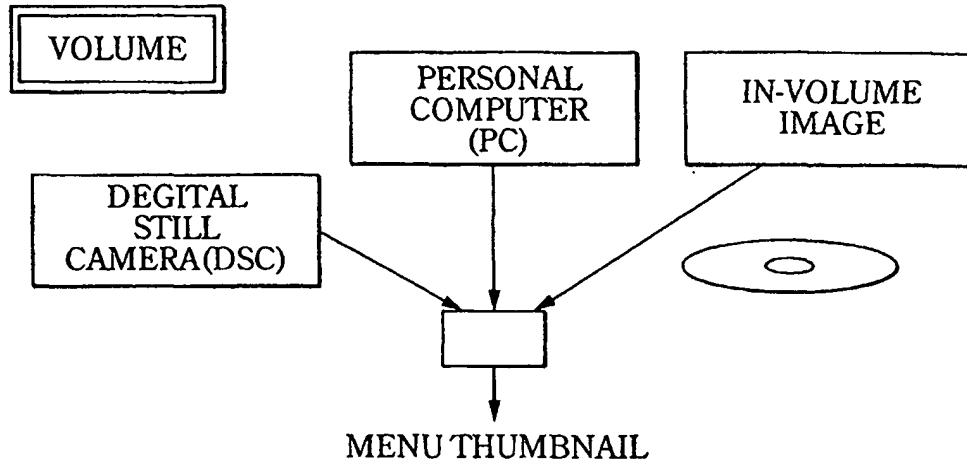 VOLUME
PERSONAL
COMPUTER
(PC)
IN-VOLUME
IMAGE
DEGITAL
STILL
CAMERA(DSC)
MENU THUMBNAIL